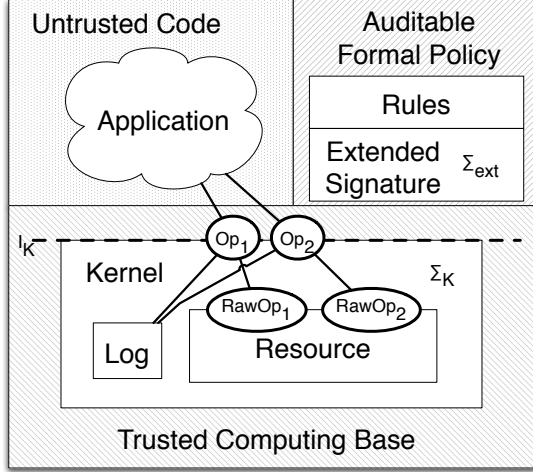 Untrusted Code
Auditable
Formal Policy
Application
Rules
Extended
Signature
Σext
IK
Op1
Op2
Kernel
ΣK
RawOp1
RawOp2
Log
Resource
Trusted Computing Base